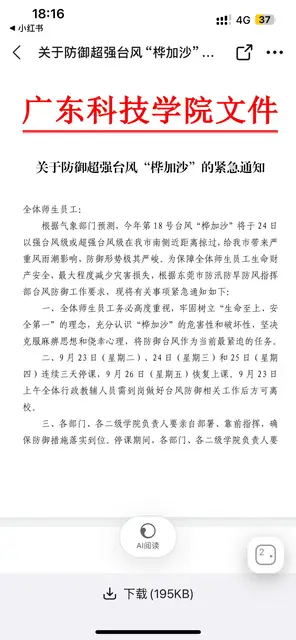 18:16
4G 37
小红书
关于防御超强台风“桦加沙”...
广东科技学院文件
关于防御超强台风“桦加沙”的紧急通知
全体师生员工：
根据气象部门预测，今年第 18 号台风“桦加沙”将于 24 日
以强台风级或超强台风级在我市南侧近距离掠过，给我市带来严
重风雨潮影响，防御形势极其严峻。为保障全体师生员工生命财
产安全，最大程度减少灾害损失，根据东莞市防汛防旱防风指挥
部台风防御工作要求，现将有关事项紧急通知如下：
一、全体师生员工务必高度重视，牢固树立“生命至上、安
全第一”的理念，充分认识“桦加沙”的危害性和破坏性，坚决
克服麻痹思想和侥幸心理，将防御台风作为当前最紧迫的任务。
二、9 月 23 日（星期二）、24 日（星期三）和 25 日（星期
四）连续三天停课，9 月 26 日（星期五）恢复上课。9 月 23 日
上午全体行政教辅人员需到岗做好台风防御相关工作后方可离
校。
三、各部门、各二级学院负责人要亲自部署、靠前指挥，确
保防御措施落实到位。停课期间，各部门、各二级学院负责人要
AI阅读
2
下载(195KB)